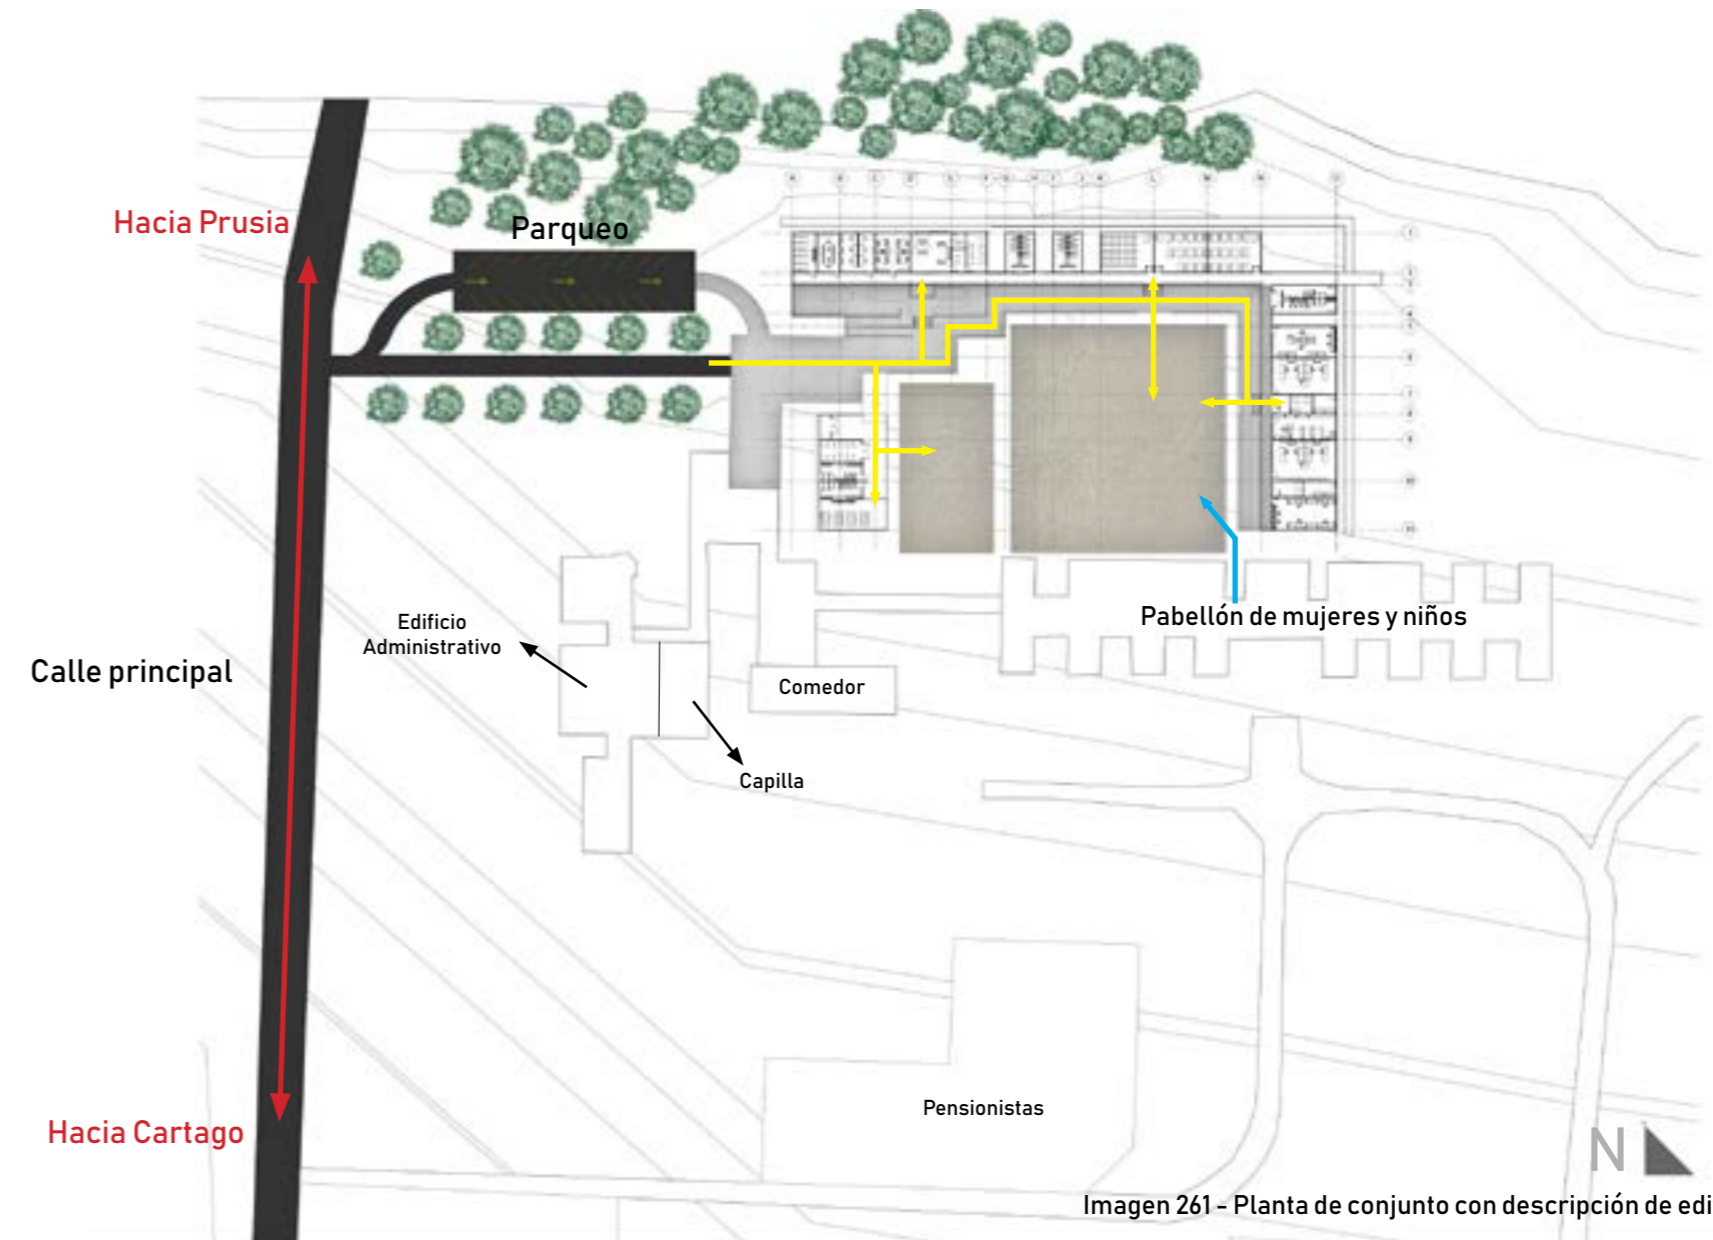 Hacia Prusia
Parqueo
Edificio
Administrativo
Pabellón de mujeres y niños
Calle principal
Comedor
Capilla
Pensionistas
Hacia Cartago
N
Imagen 261 - Planta de conjunto con descripción de edi